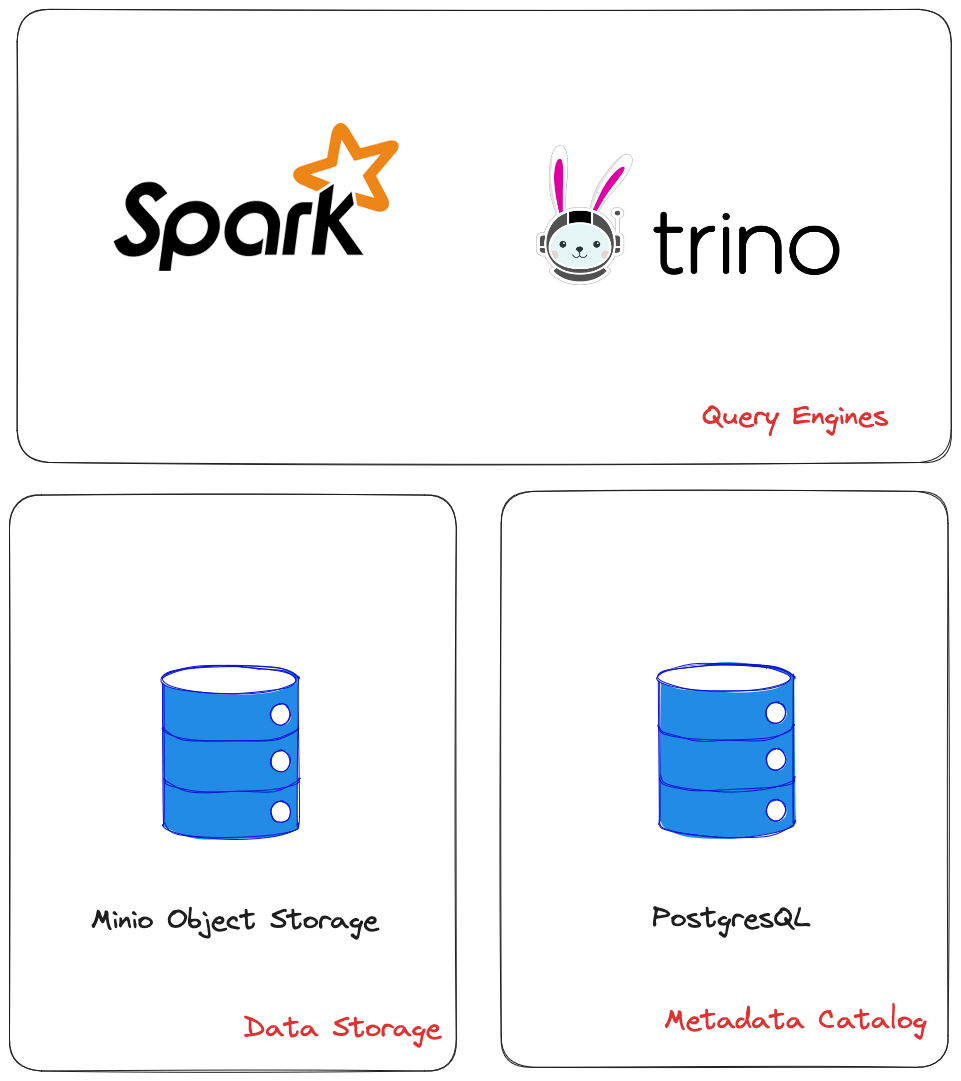 Spark
trino
Query Engines
Minio Object Storage
Data Storage
PostgresQL
Metadata Catalog